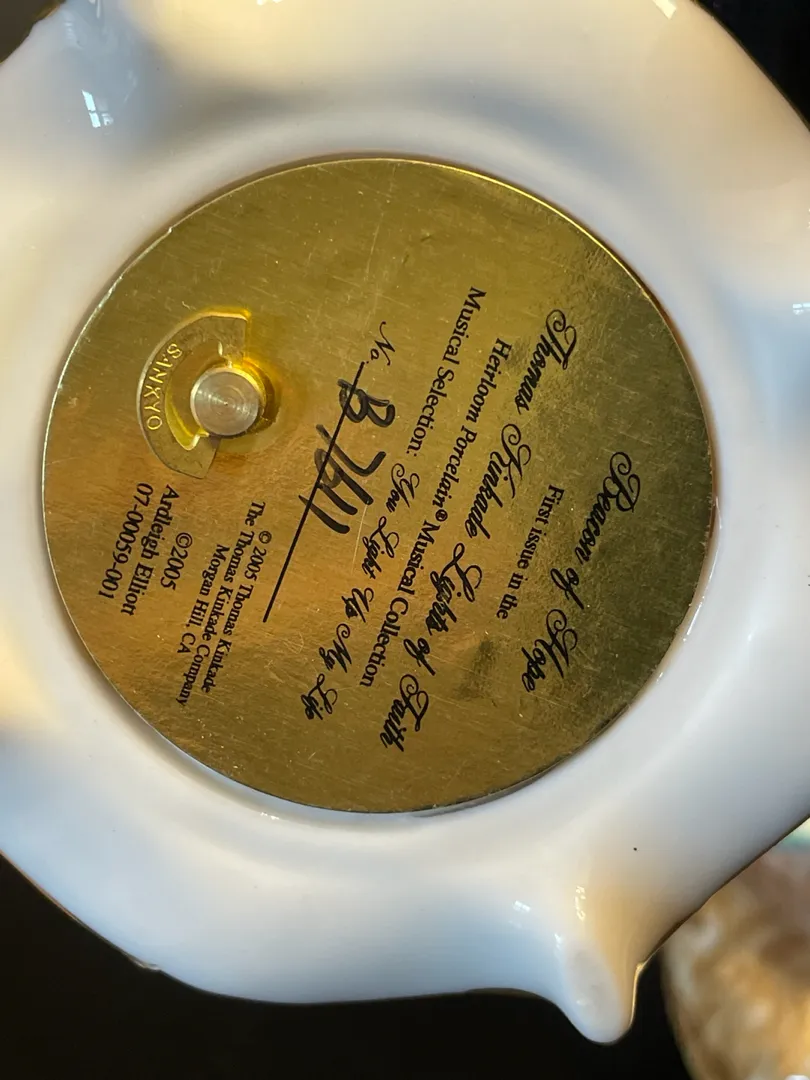 Beacon of Hope
First issue in the
Thomas Kinkade Lights of Faith
Heirloom Porcelain® Musical Collection
Musical Selection: You Light Up My Life
No. B 7611
© 2005 Thomas Kinkade
The Thomas Kinkade Company
Morgan Hill, CA
©2005
Ardleigh Elliott
07-00059-001
SANKYO